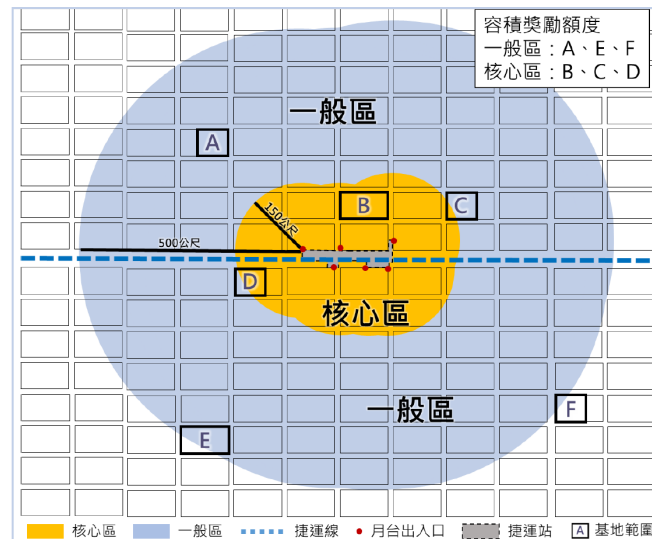 容積獎勵額度
一般區：A、E、F
核心區：B、C、D
一般區
A
B
C
150公尺
500公尺
D
核心區
一般區
F
E
核心區
一般區
捷運線
月台出入口
捷運站
A 基地範圍